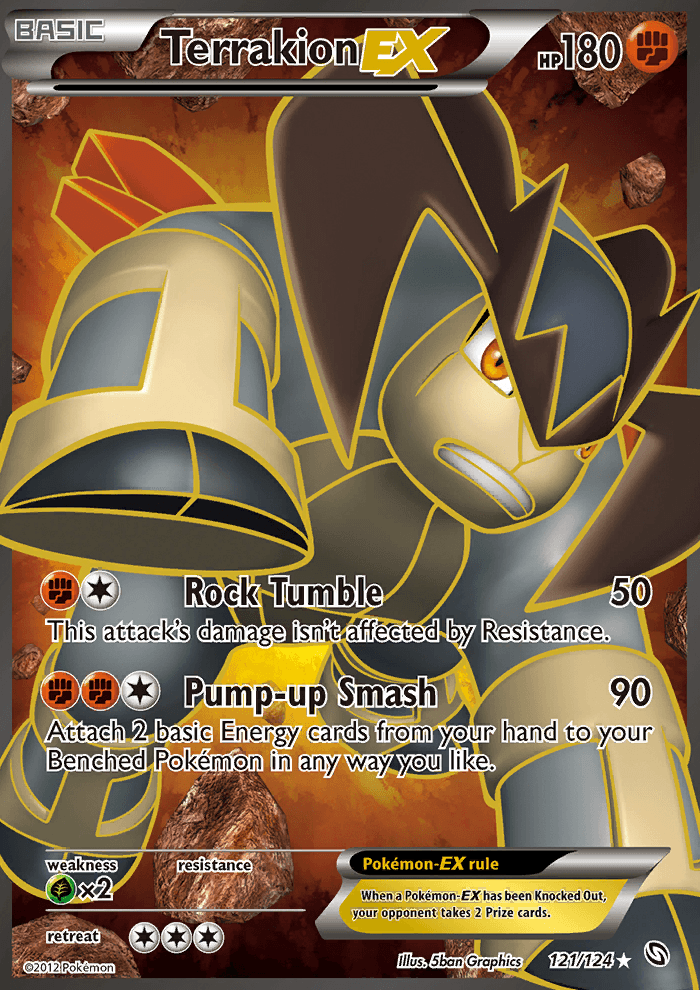 BASIC
Terrakion EX
HP180
Rock Tumble 50
This attack's damage isn't affected by Resistance.
Pump-up Smash 90
Attach 2 basic Energy cards from your hand to your
Benched Pokémon in any way you like.
weakness resistance
×2
retreat
Pokémon-EX rule
When a Pokémon-EX has been Knocked Out,
your opponent takes 2 Prize cards.
©2012 Pokémon
Illus. 5ban Graphics 121/124 ★